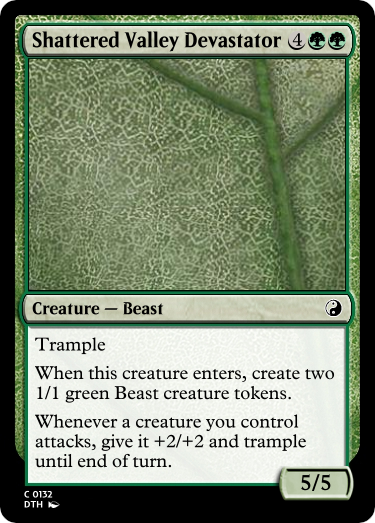 Shattered Valley Devastator 4
Creature — Beast
Trample
When this creature enters, create two
1/1 green Beast creature tokens.
Whenever a creature you control
attacks, give it +2/+2 and trample
until end of turn.
5/5
C 0132
DTH